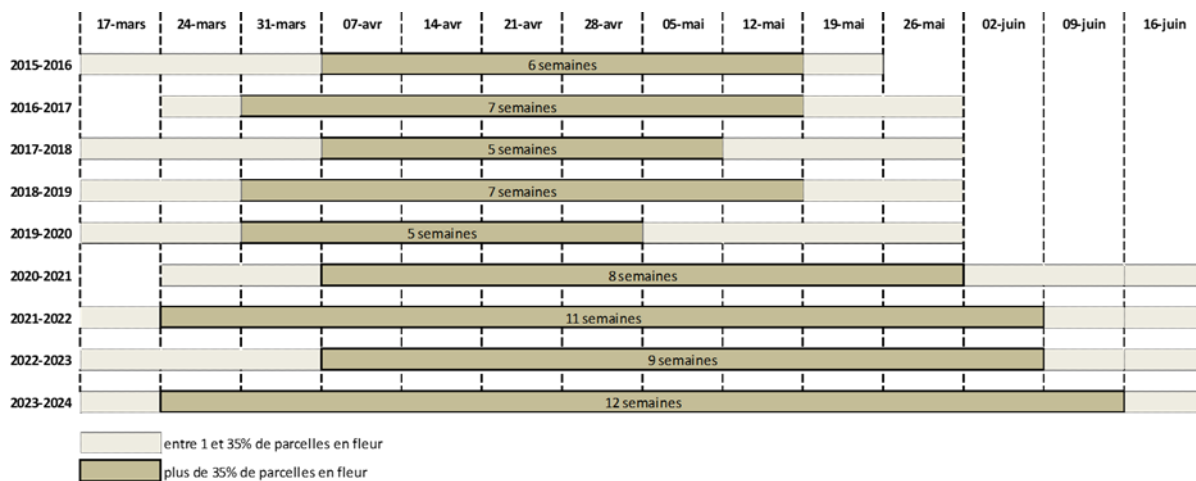 17-mars 24-mars 31-mars 07-avr 14-avr 21-avr 28-avr 05-mai 12-mai 19-mai 26-mai 02-juin 09-juin 16-juin
2015-2016 6 semaines
2016-2017 7 semaines
2017-2018 5 semaines
2018-2019 7 semaines
2019-2020 5 semaines
2020-2021 8 semaines
2021-2022 11 semaines
2022-2023 9 semaines
2023-2024 12 semaines
entre 1 et 35% de parcelles en fleur
plus de 35% de parcelles en fleur